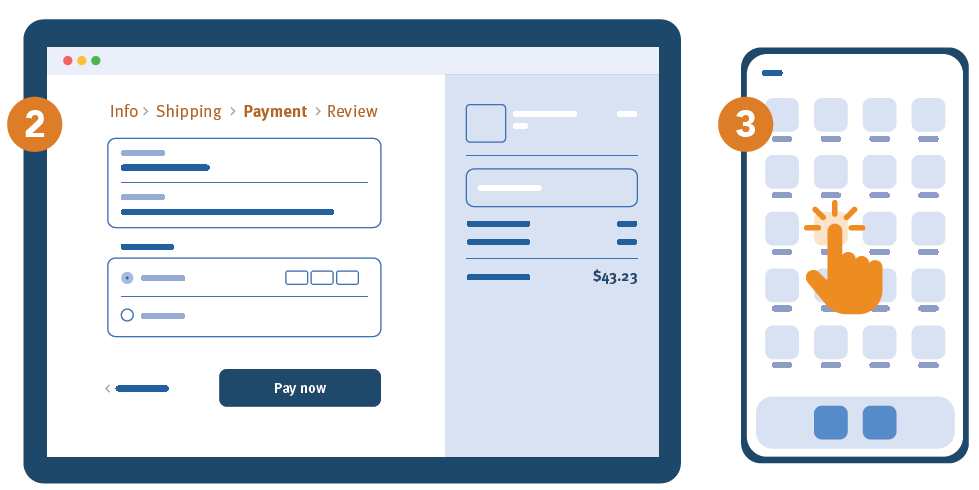 2
Info > Shipping > Payment > Review
$43.23
Pay now
3